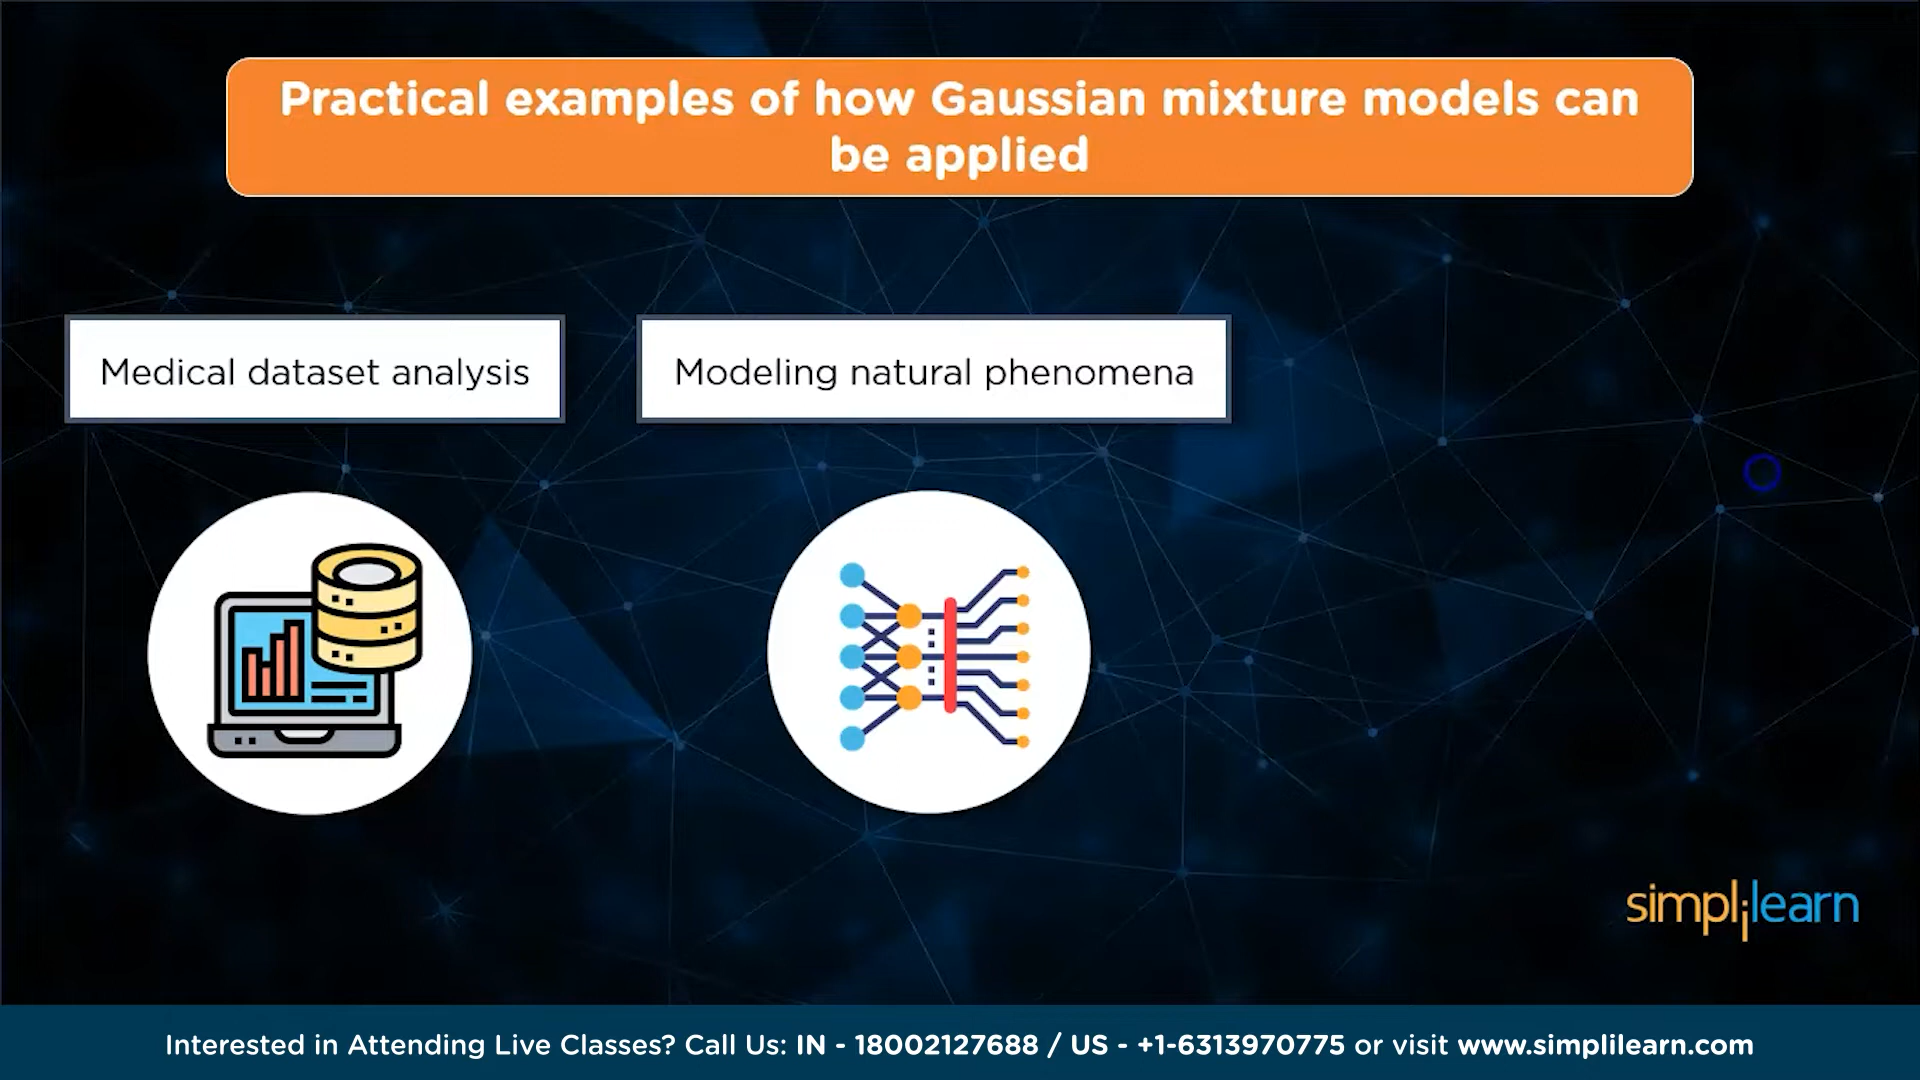 Practical examples of how Gaussian mixture models can
be applied
Medical dataset analysis
Modeling natural phenomena
simplilearn
Interested in Attending Live Classes? Call Us: IN - 18002127688 / US - +1-6313970775 or visit www.simplilearn.com